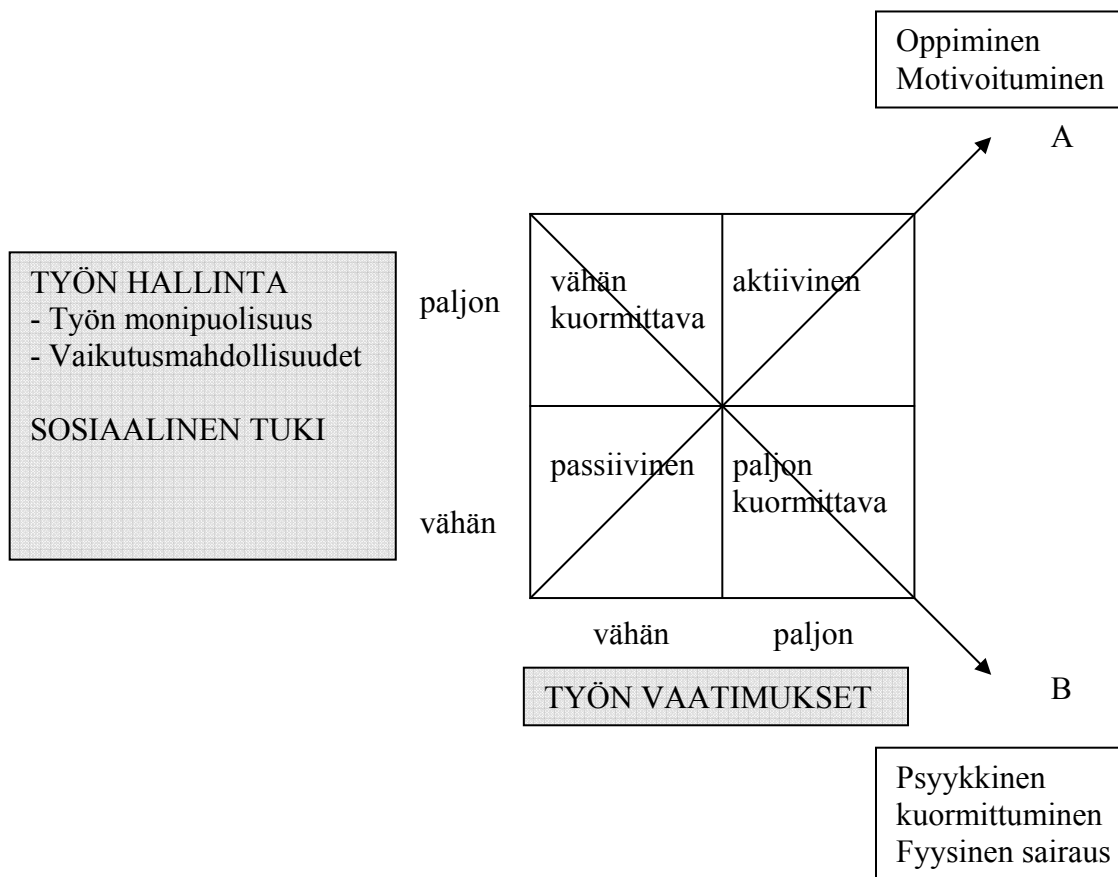 Oppiminen
Motivoituminen
A
TYÖN HALLINTA
- Työn monipuolisuus
- Vaikutusmahdollisuudet
SOSIAALINEN TUKI
paljon
vähän
vähän
kuormittava
aktiivinen
passiivinen
paljon
kuormittava
vähän
paljon
TYÖN VAATIMUKSET
B
Psyykkinen
kuormittuminen
Fyysinen sairaus